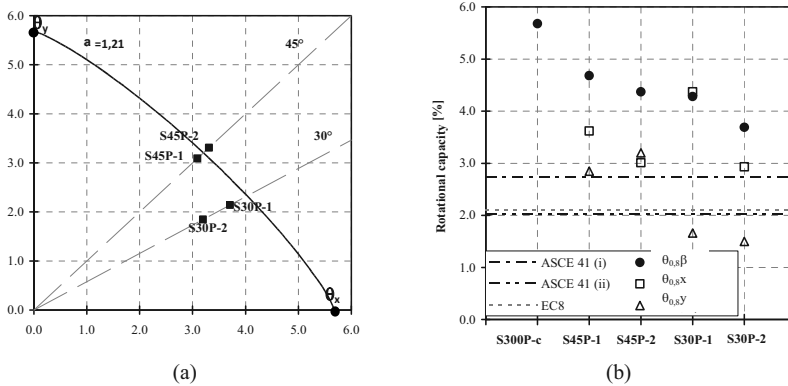 θy
a =1,21
45°
30°
S45P-2
S45P-1
S30P-1
S30P-2
θx
6.0
5.0
4.0
3.0
2.0
1.0
0.0
0.0 1.0 2.0 3.0 4.0 5.0 6.0
(a)
Rotational capacity [%]
6.0
5.0
4.0
3.0
2.0
1.0
0.0
ASCE 41 (i)
ASCE 41 (ii)
EC8
θ0,8β
θ0,8x
θ0,8y
S300P-c S45P-1 S45P-2 S30P-1 S30P-2
(b)